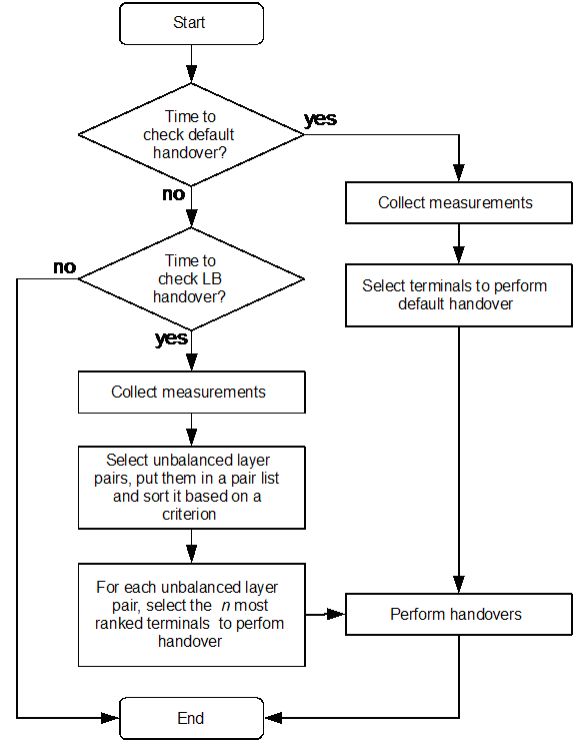 Start
Time to
check default
handover?
yes
no
Collect measurements
Select terminals to perform
default handover
Time to
check LB
handover?
no
yes
Collect measurements
Select unbalanced layer
pairs, put them in a pair list
and sort it based on a
criterion
For each unbalanced layer
pair, select the n most
ranked terminals to perfom
handover
Perform handovers
End